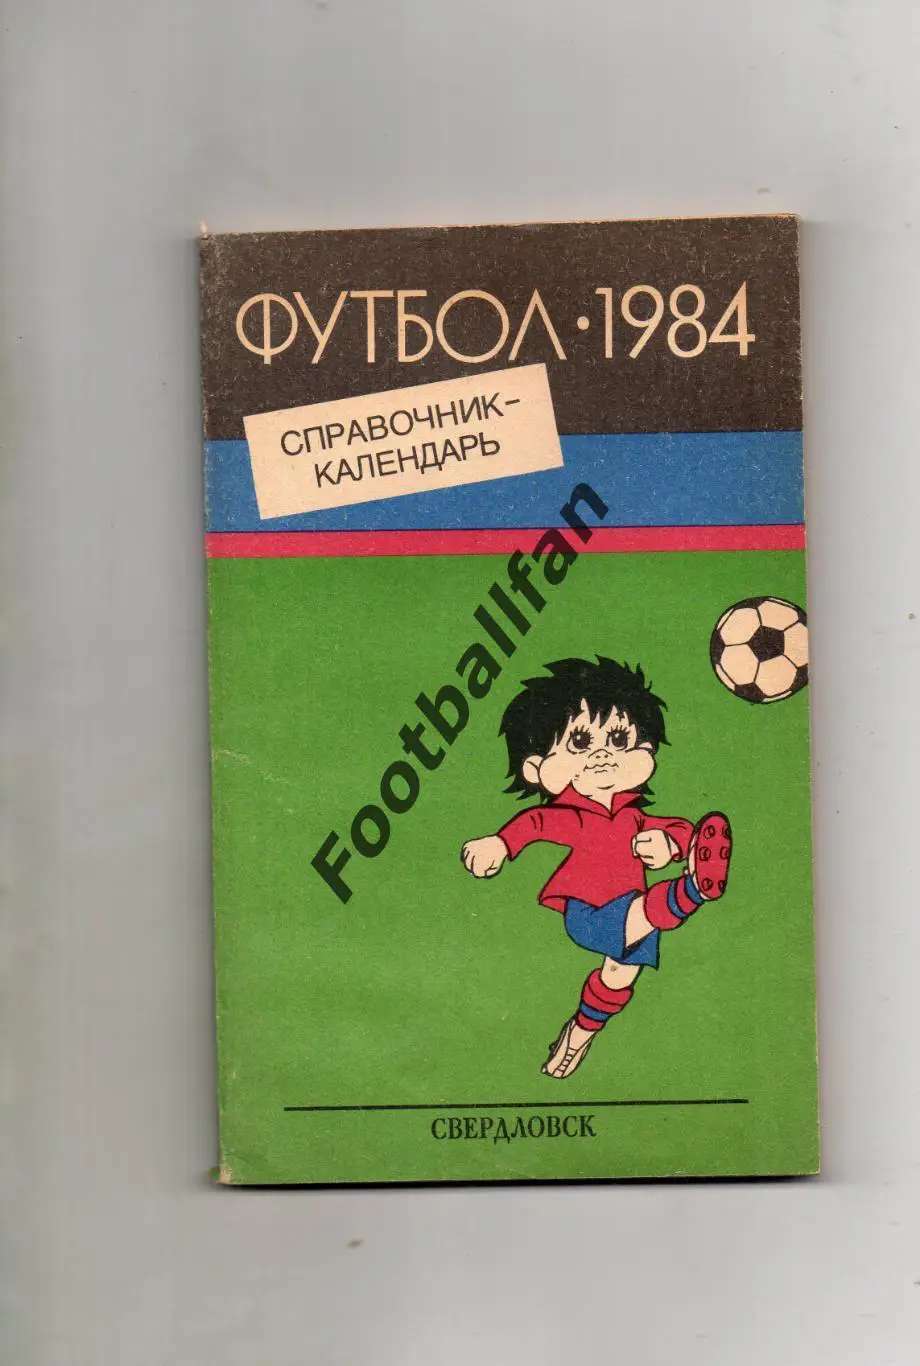 ФУТБОЛ·1984
СПРАВОЧНИК-
КАЛЕНДАРЬ
Footballfan
СВЕРДЛОВСК